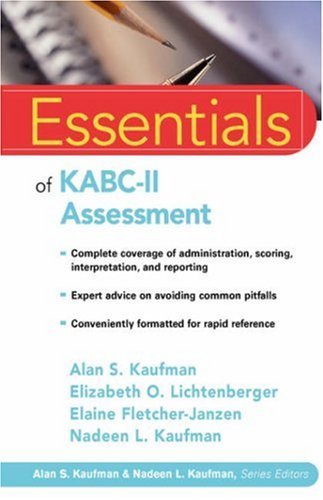 Essentials
of KABC-II
Assessment
Complete coverage of administration, scoring,
interpretation, and reporting
Expert advice on avoiding common pitfalls
Conveniently formatted for rapid reference
Alan S. Kaufman
Elizabeth O. Lichtenberger
Elaine Fletcher-Janzen
Nadeen L. Kaufman
Alan S. Kaufman & Nadeen L. Kaufman, Series Editors